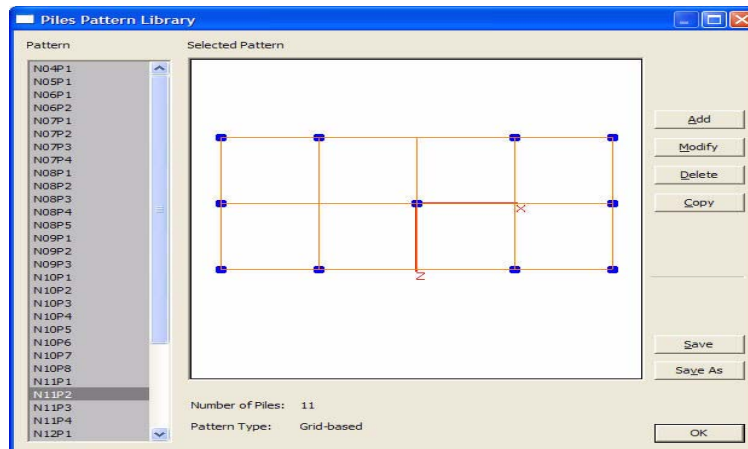 Piles Pattern Library
Pattern
Selected Pattern
N04P1
N05P1
N06P1
N06P2
N07P1
N07P2
N07P3
N07P4
N08P1
N08P2
N08P3
N08P4
N08P5
N09P1
N09P2
N09P3
N10P1
N10P2
N10P3
N10P4
N10P5
N10P6
N10P7
N10P8
N11P1
N11P2
N11P3
N11P4
N12P1
X
Z
Number of Piles: 11
Pattern Type: Grid-based
Add
Modify
Delete
Copy
Save
Save As
OK